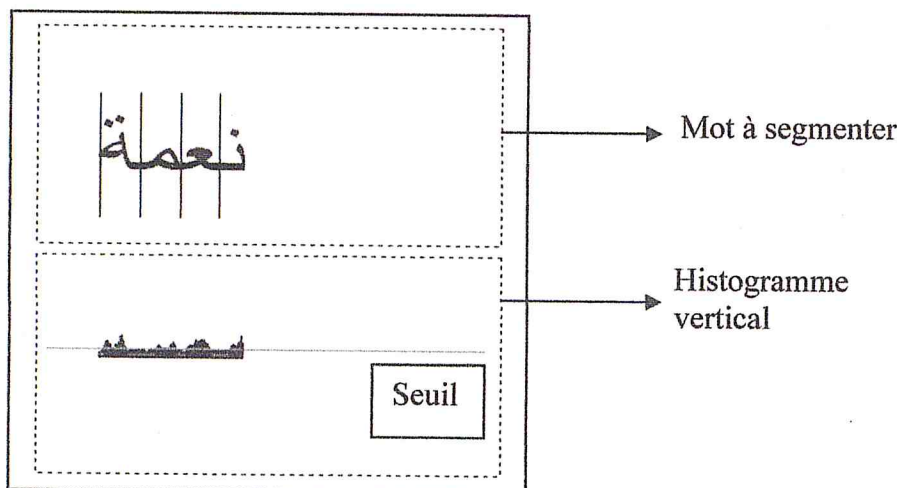 نعمة
Mot à segmenter
Histogramme
vertical
Seuil